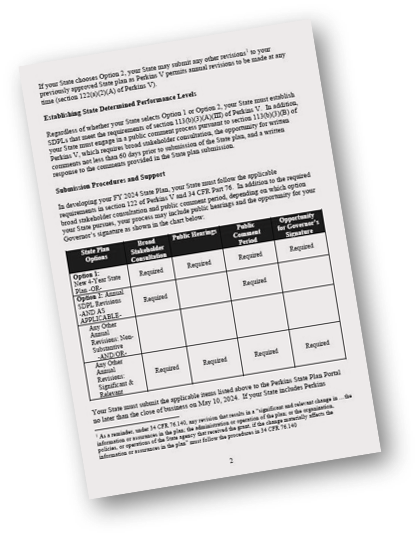 If your State chooses Option 2, your State may submit any other revisions¹ to your
previously approved State plan as Perkins V permits annual revisions to be made at any
time (section 122(a)(2)(A) of Perkins V).
Establishing State Determined Performance Levels
Regardless of whether your State selects Option 1 or Option 2, your State must establish
SDPLs that meet the requirements of section 113(b)(3)(A)(III) of Perkins V. In addition,
your State must engage in a public comment process pursuant to section 113(b)(3)(B) of
Perkins V, which requires broad stakeholder consultation, the opportunity for written
comments not less than 60 days prior to submission of the State plan, and a written
response to the comments provided in the State plan submission.
Submission Procedures and Support
In developing your FY 2024 State Plan, your State must follow the applicable
requirements in section 122 of Perkins V and 34 CFR Part 76. In addition to the required
broad stakeholder consultation and public comment period, depending on which option
your State pursues, your process may include public hearings and the opportunity for your
Governor's signature as shown in the chart below:
State Plan Options
Broad Stakeholder Consultation
Public Hearings
Public Comment Period
Opportunity for Governor's Signature
Option 1:
New 4-Year State
Plan -OR-
Required
Required
Required
Required
Option 2: Annual
SDPL Revisions
-AND AS
APPLICABLE-
Required
Required
Any Other
Annual
Revisions: Non-
Substantive
-AND/OR-
Any Other
Annual
Revisions:
Significant &
Relevant
Required
Required
Required
Required
Your State must submit the applicable items listed above to the Perkins State Plan Portal
no later than the close of business on May 10, 2024. If your State includes Perkins
¹ As a reminder, under 34 CFR 76.140, any revision that results in a "significant and relevant change in ... the
information or assurances in the plan; the administration or operation of the plan; or the organization,
policies, or operations of the State agency that received the grant, if the change materially affects the
information or assurances in the plan" must follow the procedures in 34 CFR 76.140
2